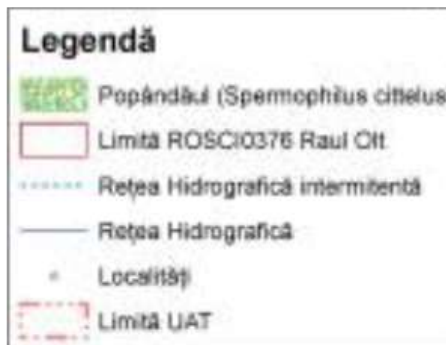 Legendă
Popândăul (Spermophilus citellus
Limită ROSCI0376 Raul Olt
Rețea Hidrografică intermitentă
Rețea Hidrografică
Localități
Limită UAT